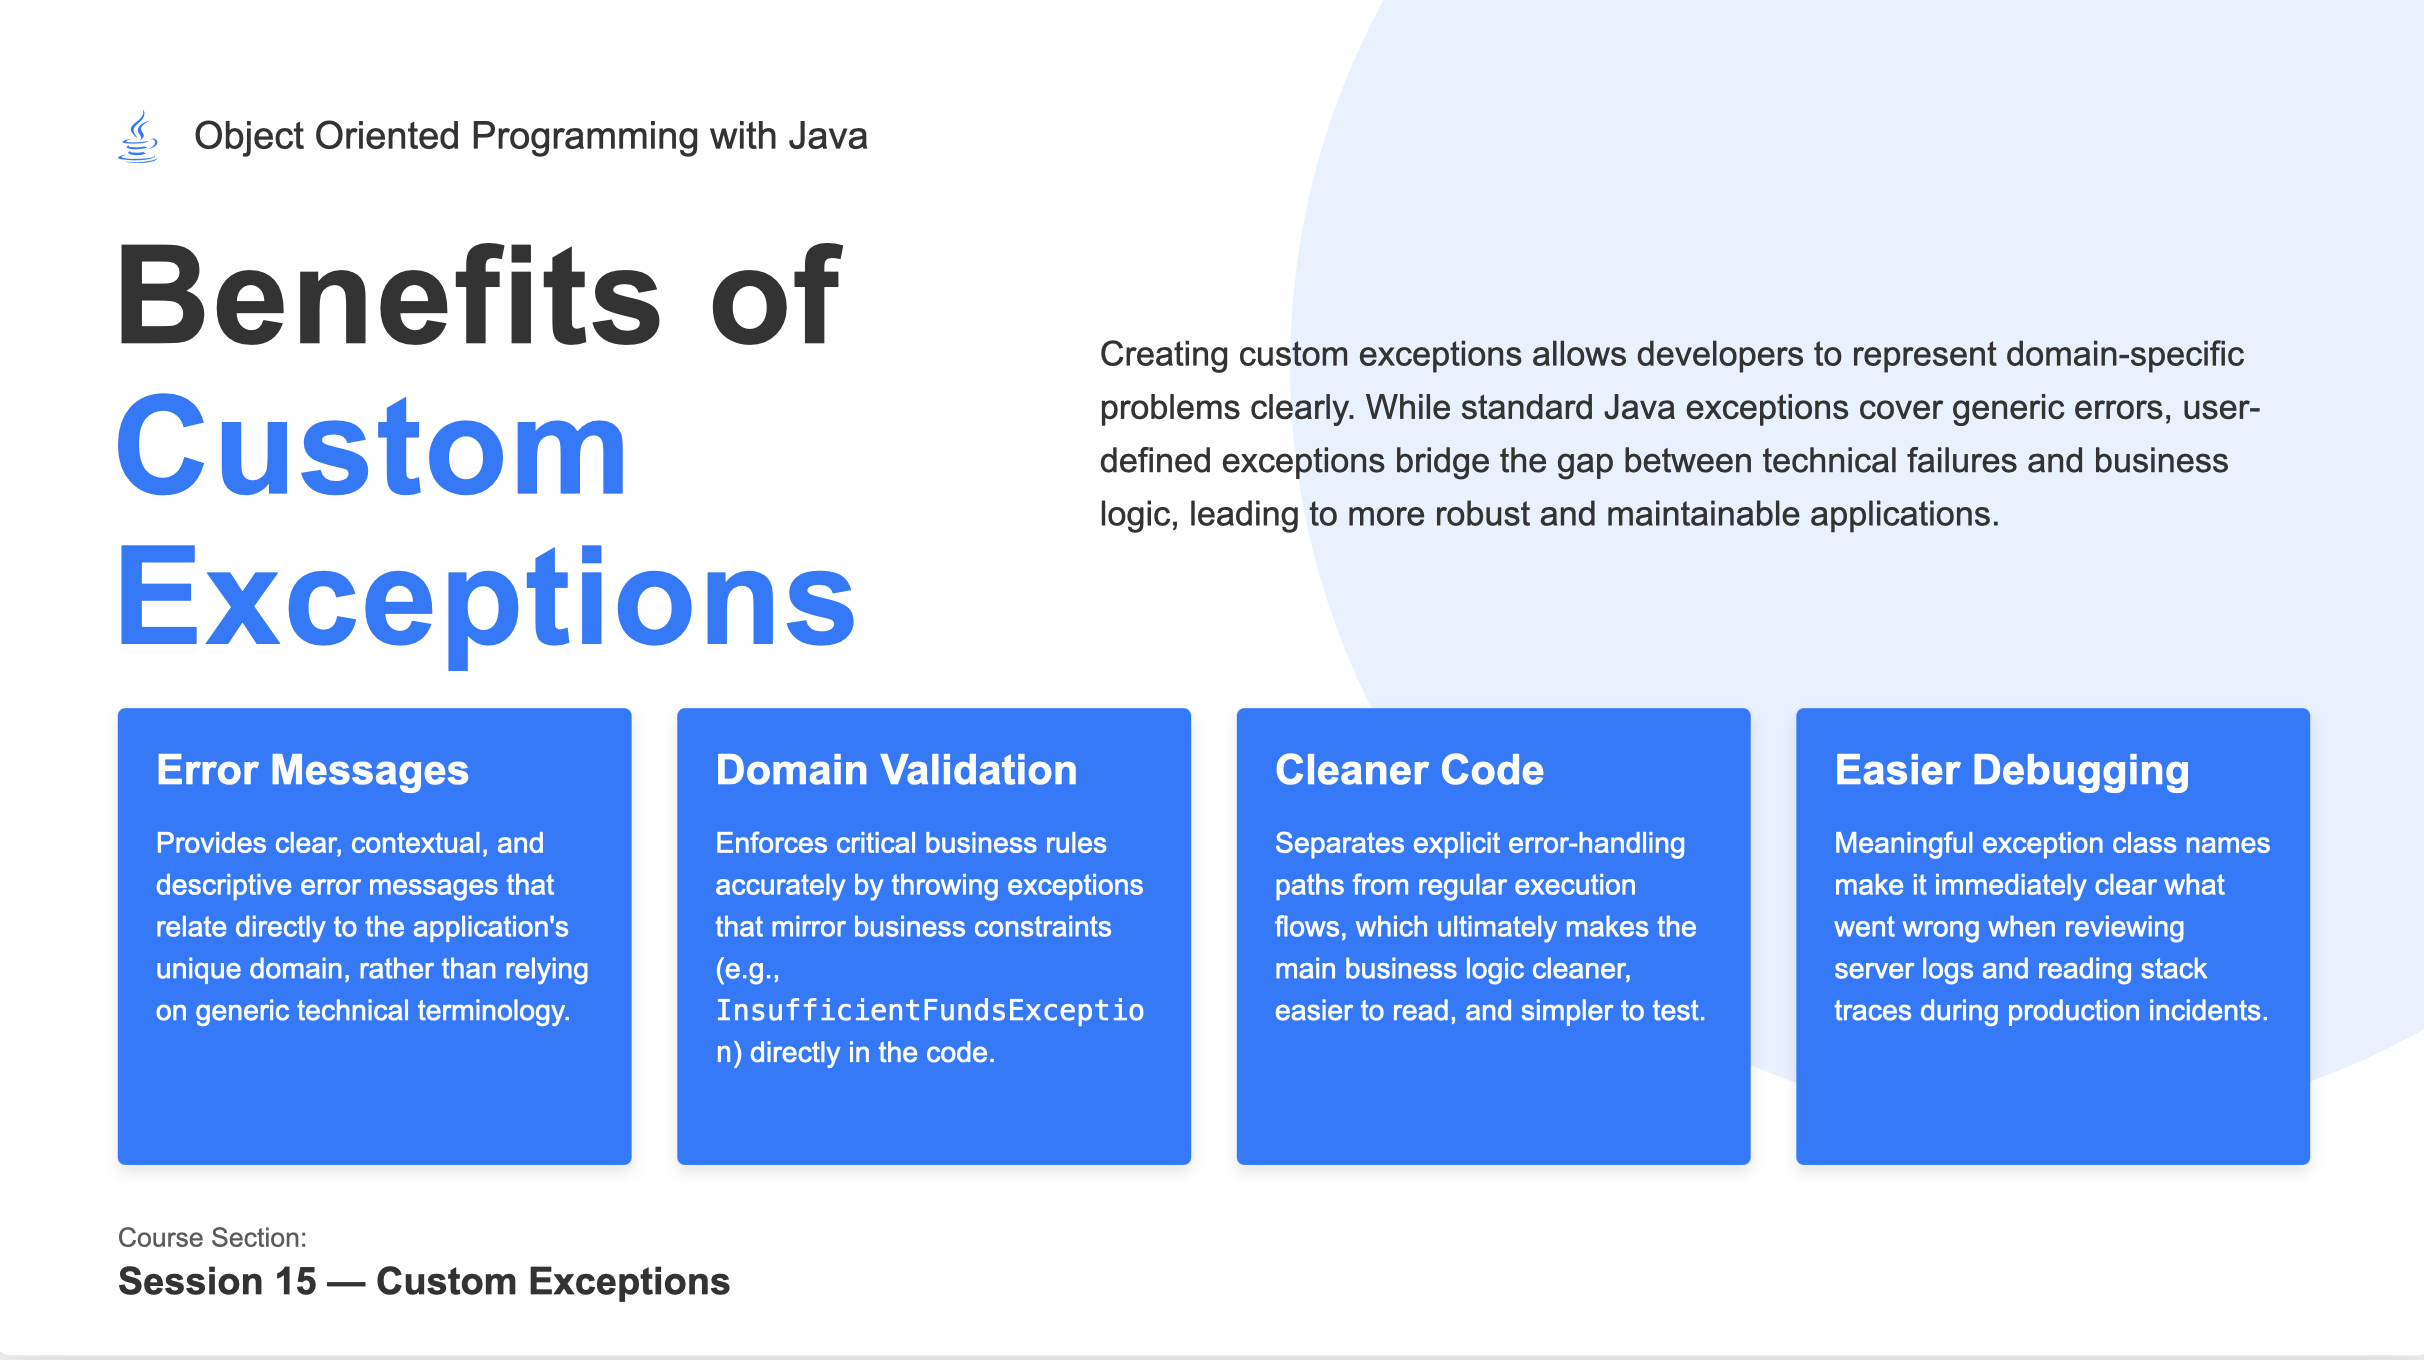 Object Oriented Programming with Java
Benefits of
Custom
Exceptions
Creating custom exceptions allows developers to represent domain-specific
problems clearly. While standard Java exceptions cover generic errors, user-
defined exceptions bridge the gap between technical failures and business
logic, leading to more robust and maintainable applications.
Error Messages
Provides clear, contextual, and
descriptive error messages that
relate directly to the application's
unique domain, rather than relying
on generic technical terminology.
Domain Validation
Enforces critical business rules
accurately by throwing exceptions
that mirror business constraints
(e.g.,
InsufficientFundsExceptio
n) directly in the code.
Cleaner Code
Separates explicit error-handling
paths from regular execution
flows, which ultimately makes the
main business logic cleaner,
easier to read, and simpler to test.
Easier Debugging
Meaningful exception class names
make it immediately clear what
went wrong when reviewing
server logs and reading stack
traces during production incidents.
Course Section:
Session 15 — Custom Exceptions